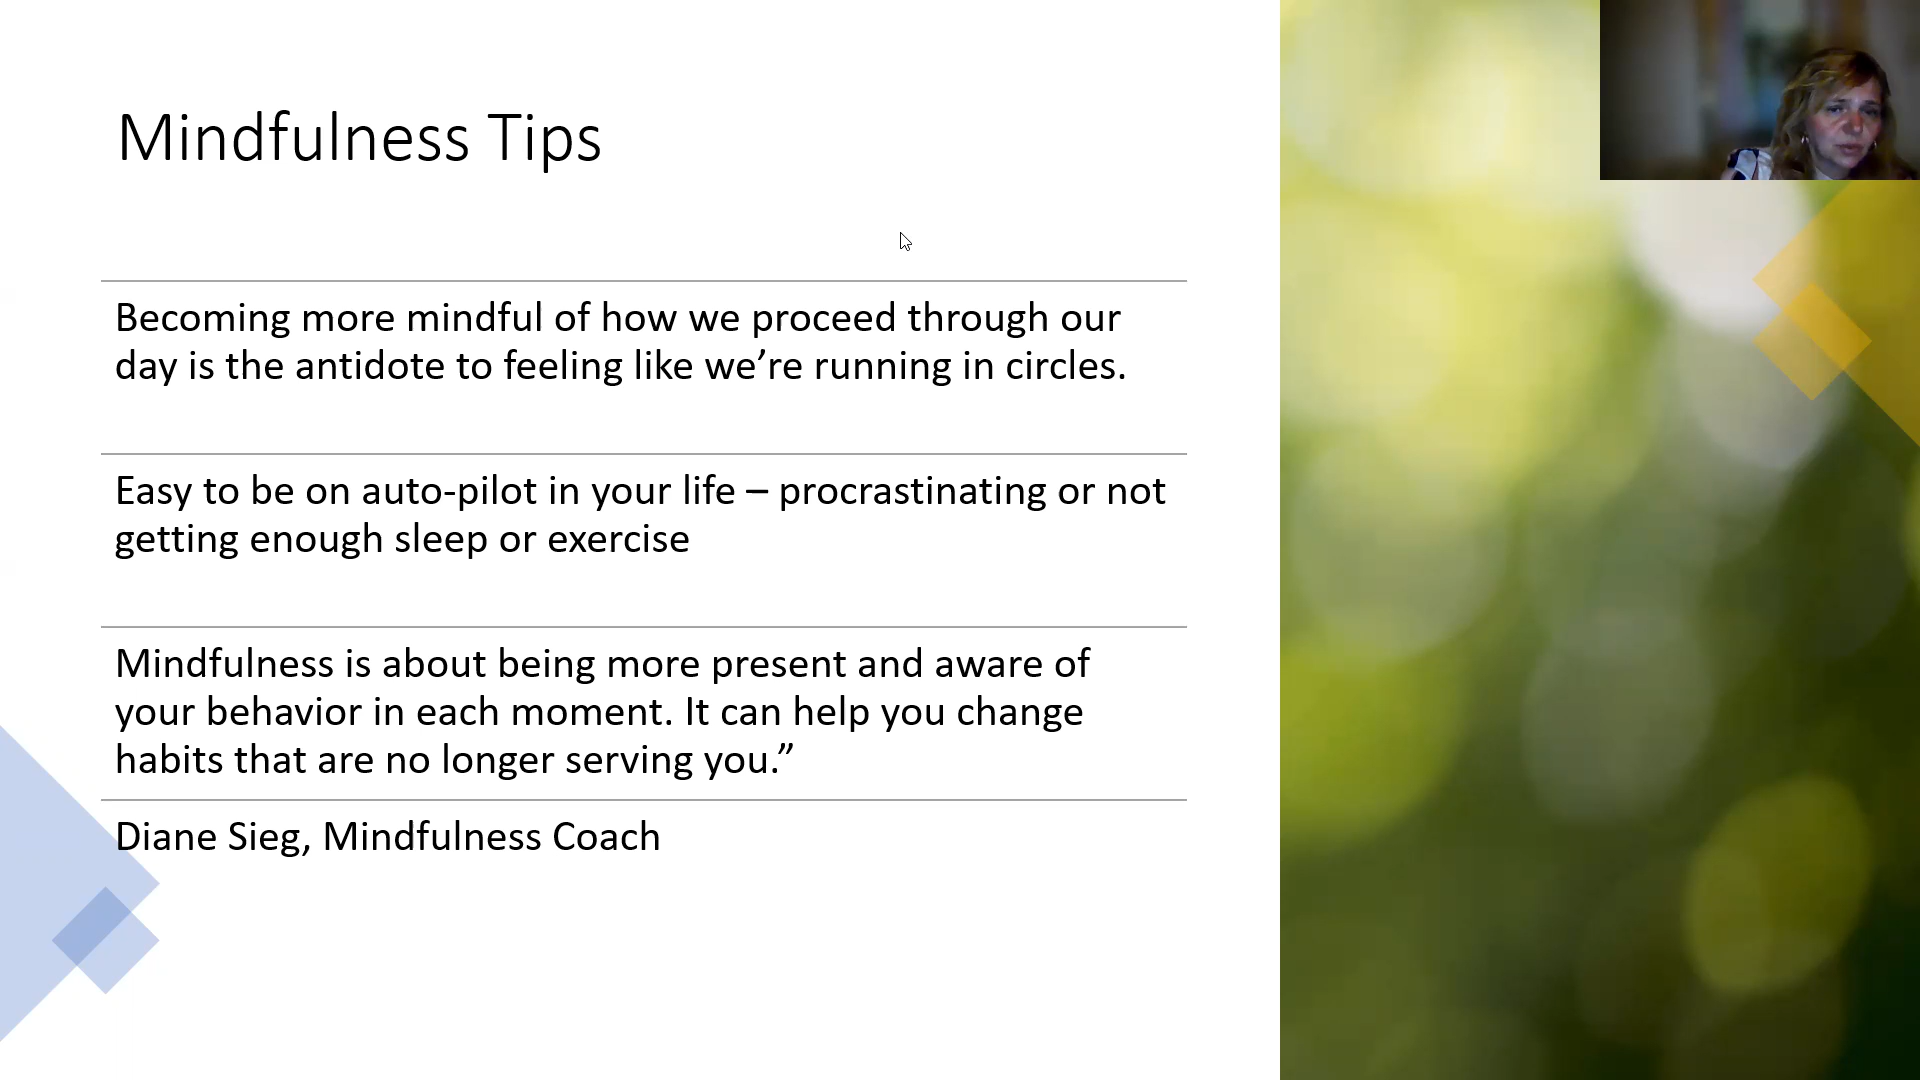 Mindfulness Tips
Becoming more mindful of how we proceed through our
day is the antidote to feeling like we’re running in circles.
Easy to be on auto-pilot in your life – procrastinating or not
getting enough sleep or exercise
Mindfulness is about being more present and aware of
your behavior in each moment. It can help you change
habits that are no longer serving you.”
Diane Sieg, Mindfulness Coach